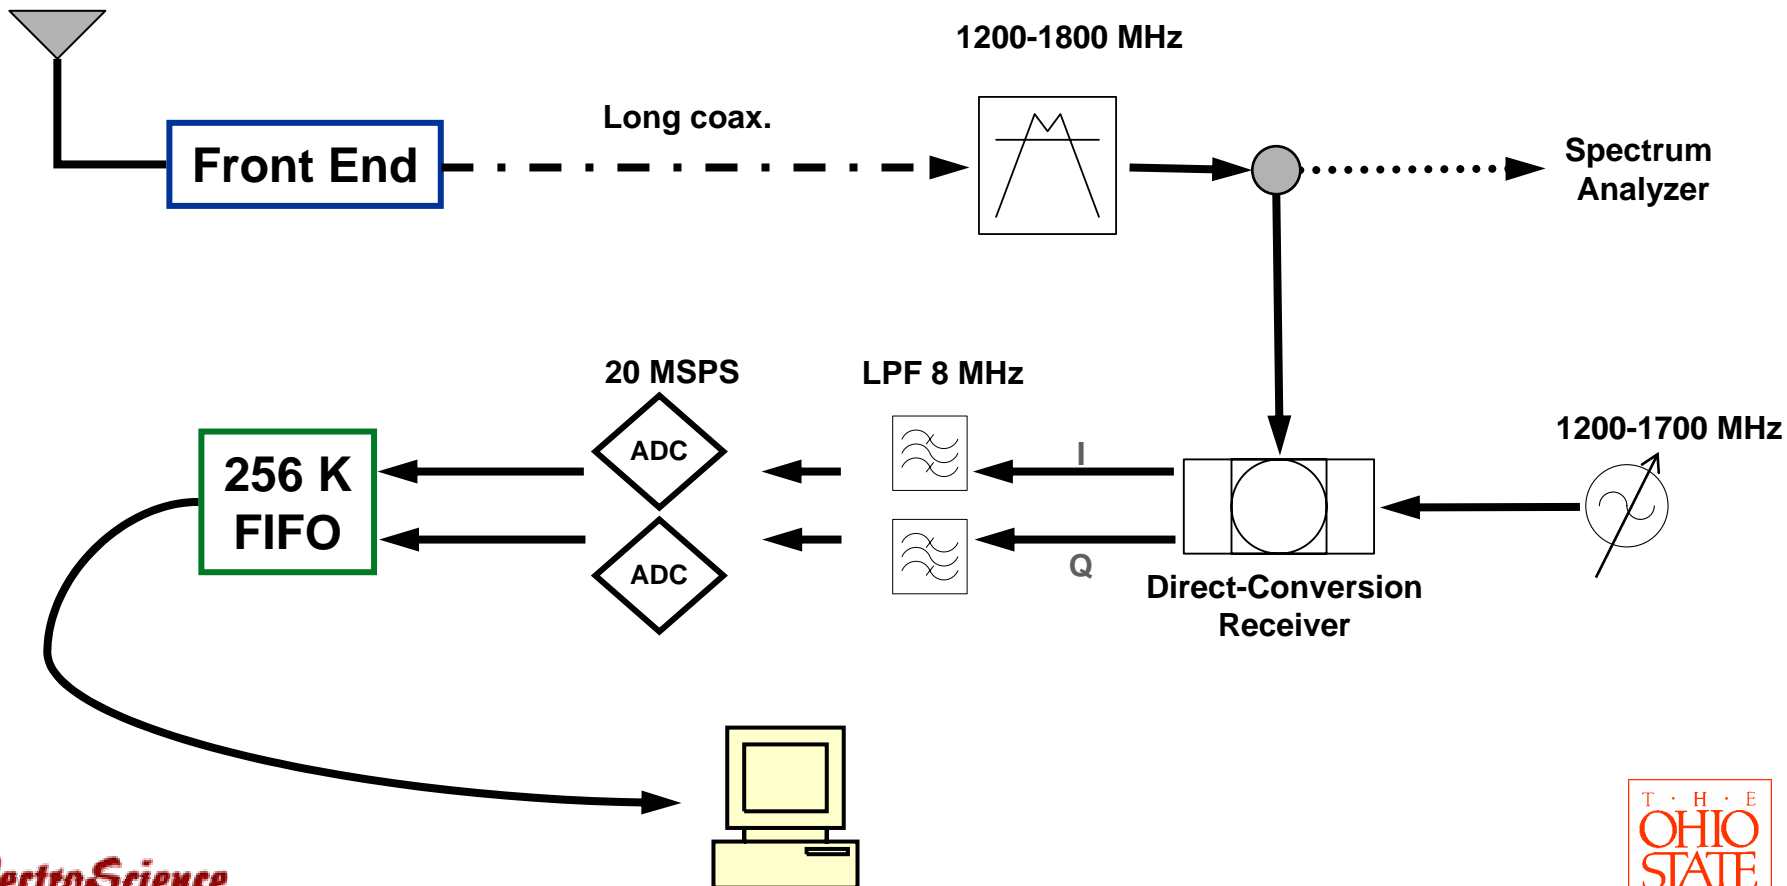 1200-1800 MHz
Long coax.
Front End
Spectrum
Analyzer
20 MSPS
LPF 8 MHz
1200-1700 MHz
ADC
I
256 K
FIFO
ADC
Q
Direct-Conversion
Receiver
T · H · E
OHIO
STATE
ectroScience